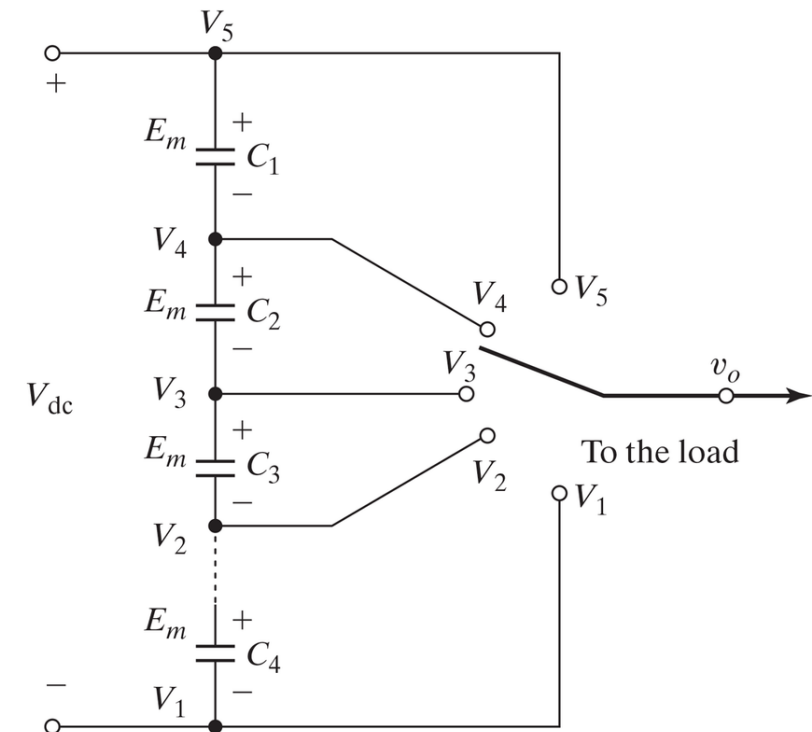 V5
+
Em + C1
−
V4
+
Em C2
V4
V5
−
V3
vo
Vdc
V3
+
Em C3
To the load
V2
−
V1
V2
Em + C4
−
V1 −